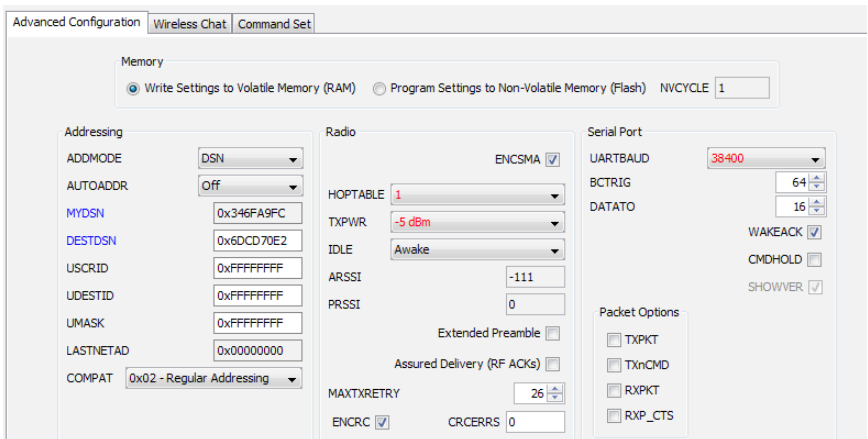 Advanced Configuration Wireless Chat Command Set
Memory
Write Settings to Volatile Memory (RAM) Program Settings to Non-Volatile Memory (Flash) NVCYCLE 1
Addressing
ADDMODE DSN
AUTOADDR Off
MYDSN 0x346FA9FC
DESTDSN 0x6DCD70E2
USCRID 0xFFFFFFFF
UDESTID 0xFFFFFFFF
UMASK 0xFFFFFFFF
LASTNETAD 0x00000000
COMPAT 0x02 - Regular Addressing
Radio
ENCSMA
HOPTABLE 1
TXPWR -5 dBm
IDLE Awake
ARSSI -111
PRSSI 0
Extended Preamble
Assured Delivery (RF ACKs)
MAXTXRETRY 26
ENCRC CRCERRS 0
Serial Port
UARTBAUD 38400
BCTRIG 64
DATATO 16
WAKEACK
CMDHOLD
SHOWVER
Packet Options
TXPKT
TXnCMD
RXPKT
RXP_CTS